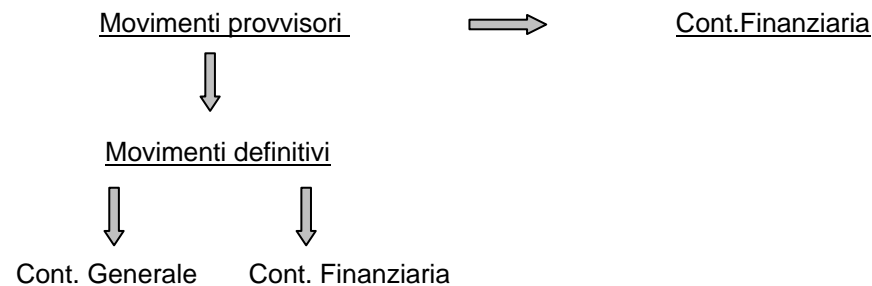 Movimenti provvisori Cont.Finanziaria
Movimenti definitivi
Cont. Generale Cont. Finanziaria